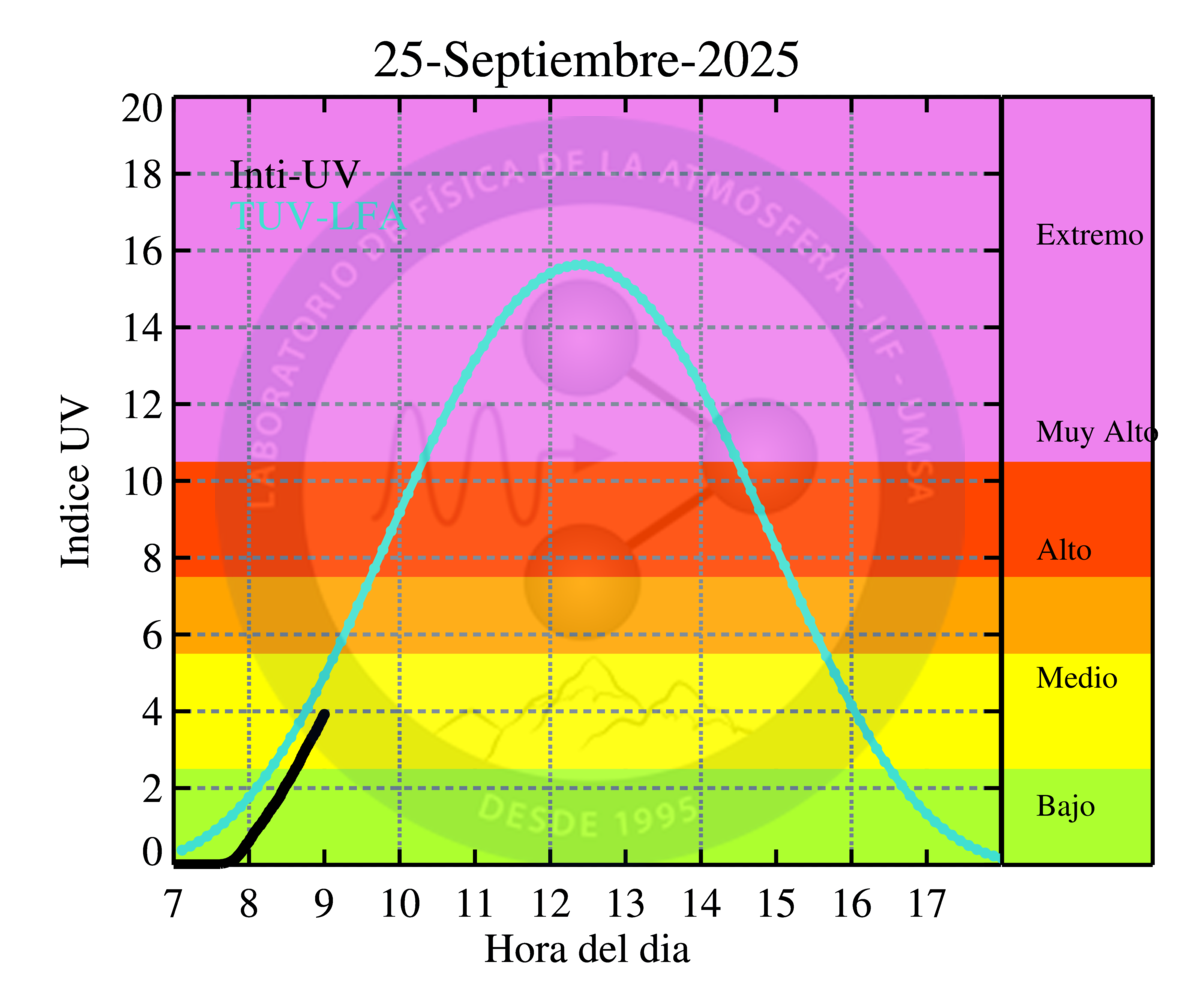 25-Septiembre-2025
20
18
16
14
12
10
8
6
4
2
0
Indice UV
Inti-UV
TUV-LFA
LABORATORIO DE FÍSICA DE LA ATMÓSFERA - IIF - UMSA
DESDE 1995
Extremo
Muy Alto
Alto
Medio
Bajo
7 8 9 10 11 12 13 14 15 16 17
Hora del dia